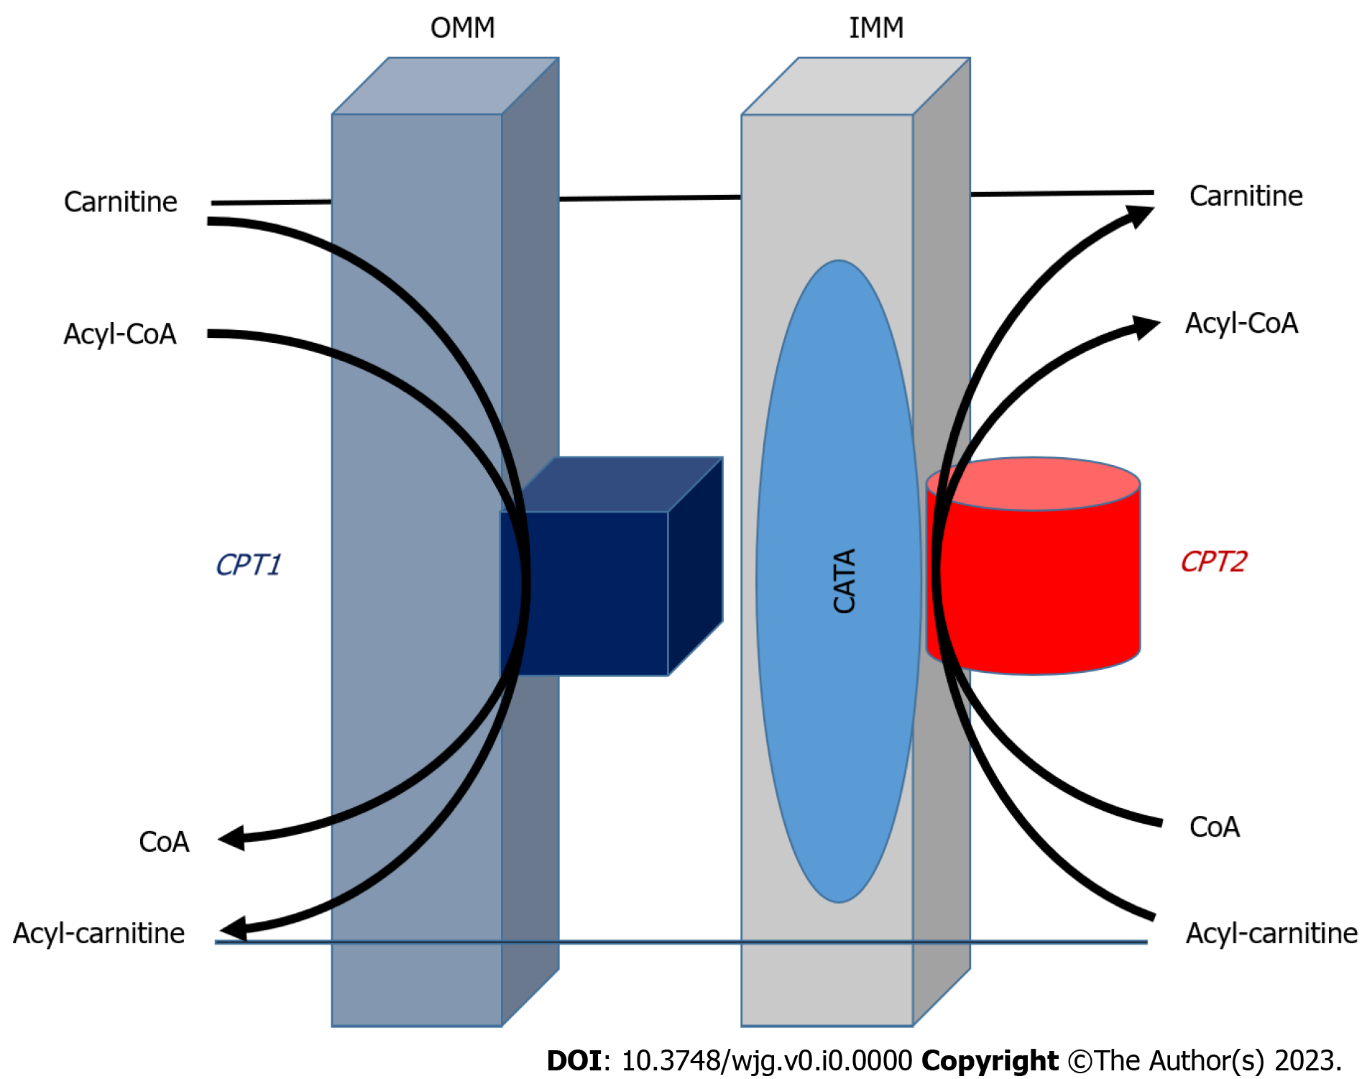 OMM
IMM
Carnitine
Carnitine
Acyl-CoA
Acyl-CoA
CPT1
CATA
CPT2
CoA
CoA
Acyl-carnitine
Acyl-carnitine
DOI: 10.3748/wjg.v0.i0.0000 Copyright ©The Author(s) 2023.